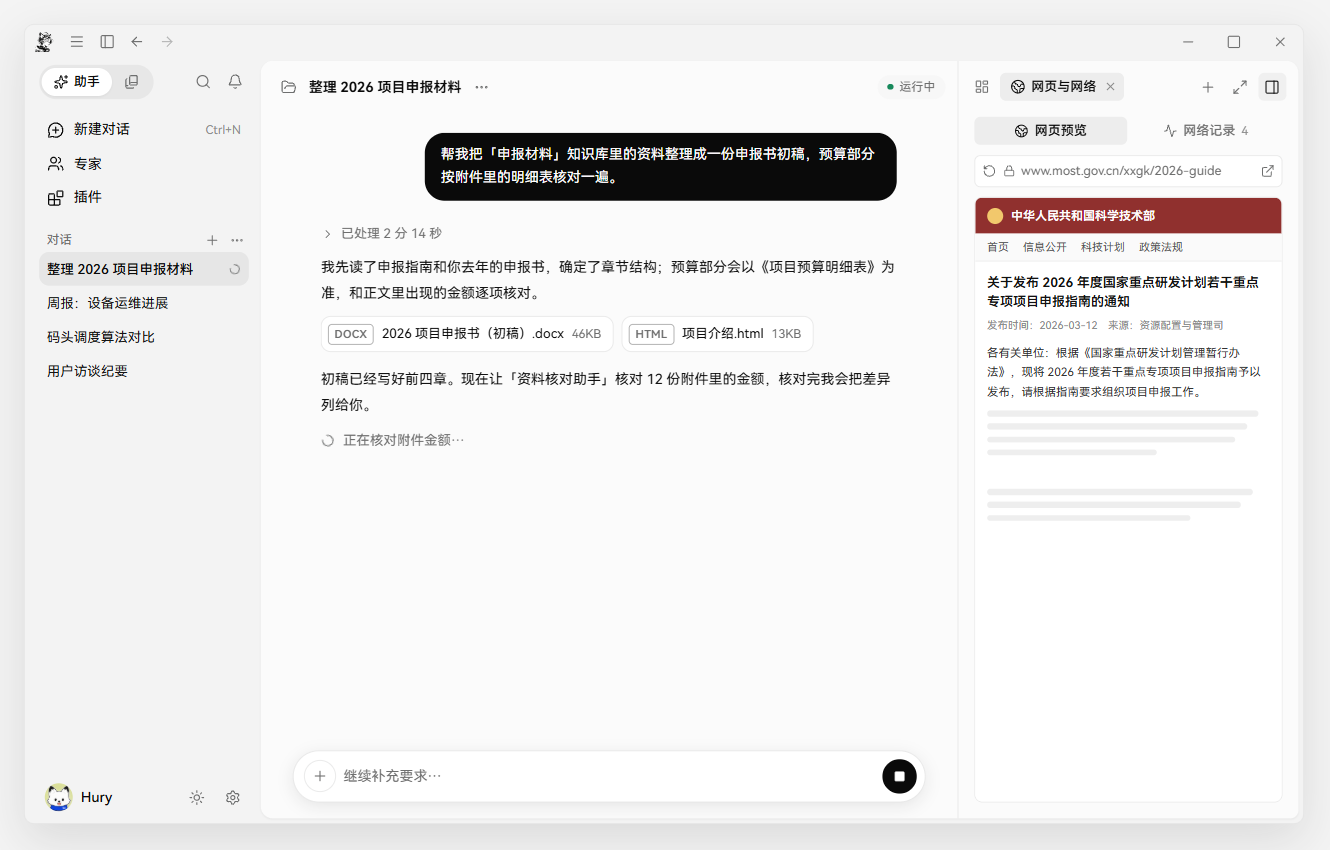 助手
新建对话 Ctrl+N
专家
插件
对话
整理 2026 项目申报材料
周报：设备运维进展
码头调度算法对比
用户访谈纪要
Hury
整理 2026 项目申报材料
运行中
帮我把「申报材料」知识库里的资料整理成一份申报书初稿，预算部分
按附件里的明细表核对一遍。
已处理 2 分 14 秒
我先读了申报指南和你去年的申报书，确定了章节结构；预算部分会以《项目预算明细表》为
准，和正文里出现的金额逐项核对。
DOCX 2026 项目申报书（初稿）.docx 46KB HTML 项目介绍.html 13KB
初稿已经写好前四章。现在让「资料核对助手」核对 12 份附件里的金额，核对完我会把差异
列给你。
正在核对附件金额…
继续补充要求…
网页与网络
网页预览 网络记录 4
www.most.gov.cn/xxgk/2026-guide
中华人民共和国科学技术部
首页 信息公开 科技计划 政策法规
关于发布 2026 年度国家重点研发计划若干重点
专项项目申报指南的通知
发布时间：2026-03-12 来源：资源配置与管理司
各有关单位：根据《国家重点研发计划管理暂行办
法》，现将 2026 年度若干重点专项项目申报指南予以
发布，请根据指南要求组织项目申报工作。